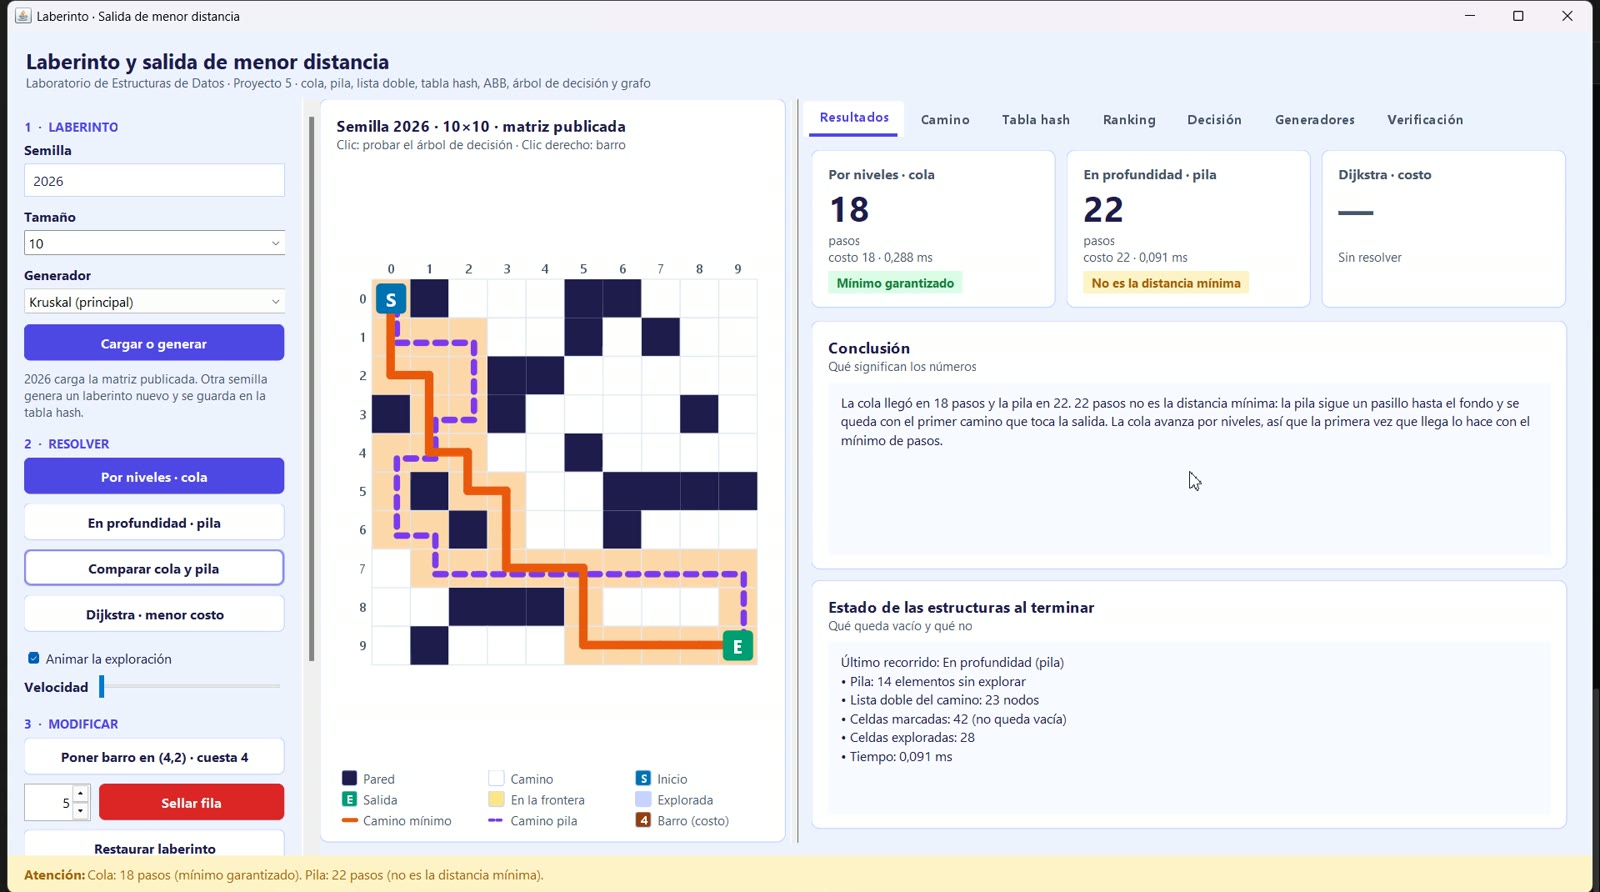 Laberinto · Salida de menor distancia
Laberinto y salida de menor distancia
Laboratorio de Estructuras de Datos · Proyecto 5 · cola, pila, lista doble, tabla hash, ABB, árbol de decisión y grafo
1 · LABERINTO
Semilla
2026
Tamaño
10
Generador
Kruskal (principal)
Cargar o generar
2026 carga la matriz publicada. Otra semilla
genera un laberinto nuevo y se guarda en la
tabla hash.
2 · RESOLVER
Por niveles · cola
En profundidad · pila
Comparar cola y pila
Dijkstra · menor costo
Animar la exploración
Velocidad
3 · MODIFICAR
Poner barro en (4,2) · cuesta 4
5
Sellar fila
Restaurar laberinto
Semilla 2026 · 10×10 · matriz publicada
Clic: probar el árbol de decisión · Clic derecho: barro
0 1 2 3 4 5 6 7 8 9
0 S
1
2
3
4
5
6
7
8
9 E
Pared Camino S Inicio
E Salida En la frontera Explorada
Camino mínimo Camino pila 4 Barro (costo)
Resultados Camino Tabla hash Ranking Decisión Generadores Verificación
Por niveles · cola
18
pasos
costo 18 · 0,288 ms
Mínimo garantizado
En profundidad · pila
22
pasos
costo 22 · 0,091 ms
No es la distancia mínima
Dijkstra · costo
—
Sin resolver
Conclusión
Qué significan los números
La cola llegó en 18 pasos y la pila en 22. 22 pasos no es la distancia mínima: la pila sigue un pasillo hasta el fondo y se
queda con el primer camino que toca la salida. La cola avanza por niveles, así que la primera vez que llega lo hace con el
mínimo de pasos.
Estado de las estructuras al terminar
Qué queda vacío y qué no
Último recorrido: En profundidad (pila)
• Pila: 14 elementos sin explorar
• Lista doble del camino: 23 nodos
• Celdas marcadas: 42 (no queda vacía)
• Celdas exploradas: 28
• Tiempo: 0,091 ms
Atención: Cola: 18 pasos (mínimo garantizado). Pila: 22 pasos (no es la distancia mínima).